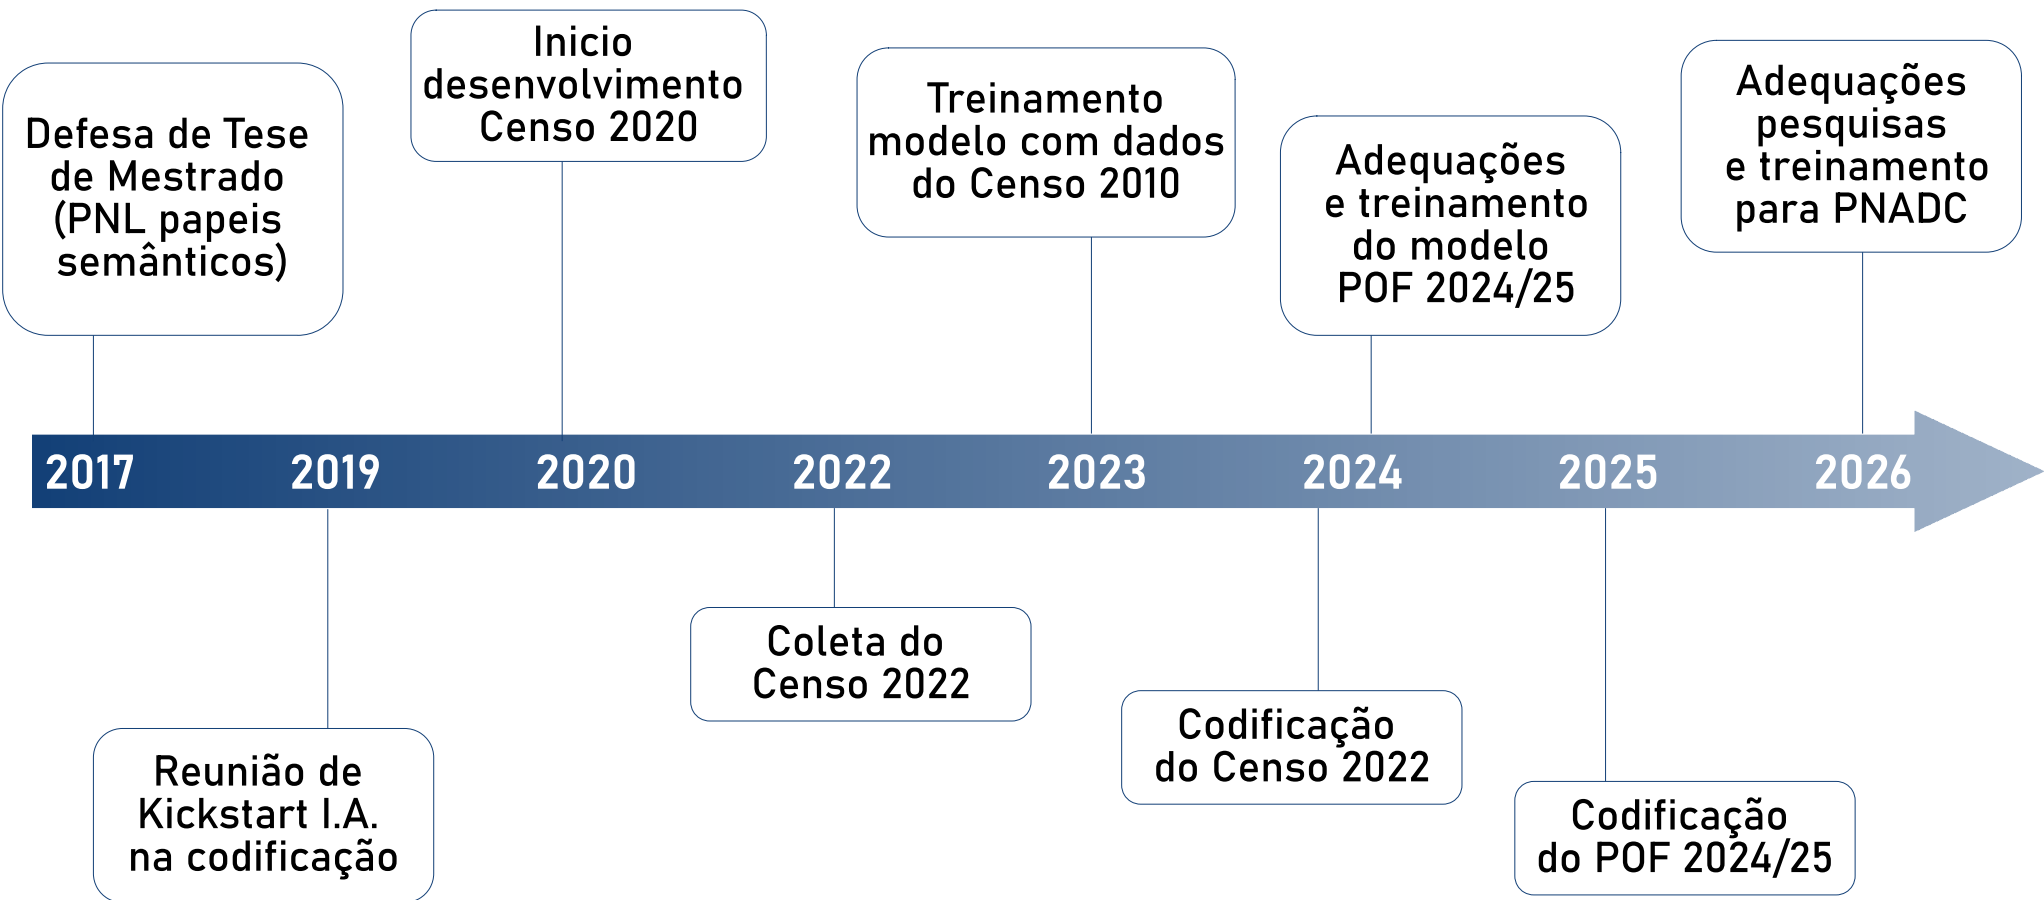 Defesa de Tese
de Mestrado
(PNL papeis
semânticos)
Inicio
desenvolvimento
Censo 2020
Treinamento
modelo com dados
do Censo 2010
Adequações
e treinamento
do modelo
POF 2024/25
Adequações
pesquisas
e treinamento
para PNADC
2017 2019 2020 2022 2023 2024 2025 2026
Reunião de
Kickstart I.A.
na codificação
Coleta do
Censo 2022
Codificação
do Censo 2022
Codificação
do POF 2024/25